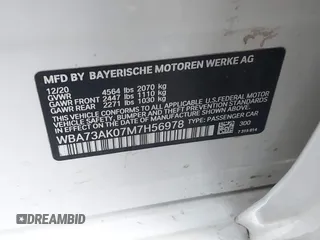 MFD BY BAYERISCHE MOTOREN WERKE AG
12/20
GVWR 4564 lbs 2070 kg
GAWR FRONT 2447 lbs 1110 kg
GAWR REAR 2271 lbs 1030 kg
THIS VEHICLE CONFORMS TO ALL APPLICABLE U.S. FEDERAL MOTOR
VEHICLE SAFETY, BUMPER, AND THEFT PREVENTION STANDARDS IN
EFFECT ON THE DATE OF MANUFACTURE SHOWN ABOVE.
WBA73AK07M7H56978 TYPE: PASSENGER CAR
300
DREAMBID